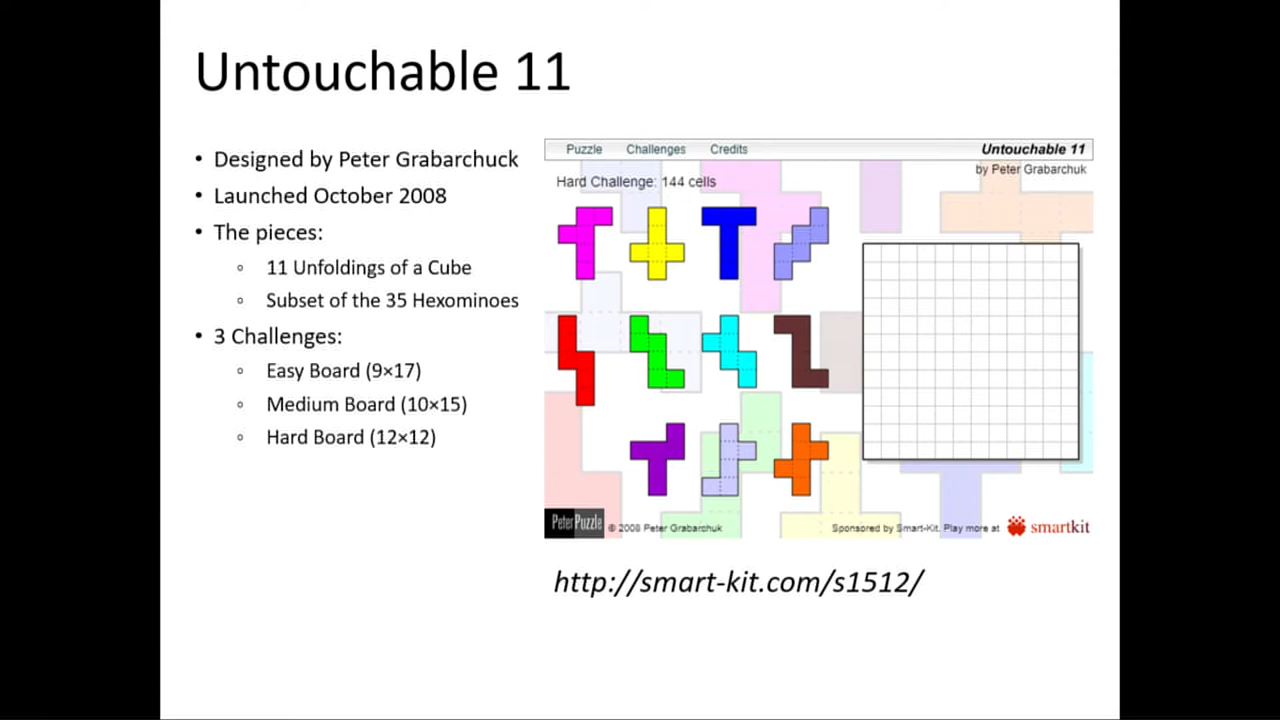 Untouchable 11
• Designed by Peter Grabarchuck
• Launched October 2008
• The pieces:
◦ 11 Unfoldings of a Cube
◦ Subset of the 35 Hexominoes
• 3 Challenges:
◦ Easy Board (9×17)
◦ Medium Board (10×15)
◦ Hard Board (12×12)
Puzzle Challenges Credits Untouchable 11
by Peter Grabarchuk
Hard Challenge: 144 cells
PeterPuzzle © 2008 Peter Grabarchuk Sponsored by Smart-Kit. Play more at smartkit
http://smart-kit.com/s1512/